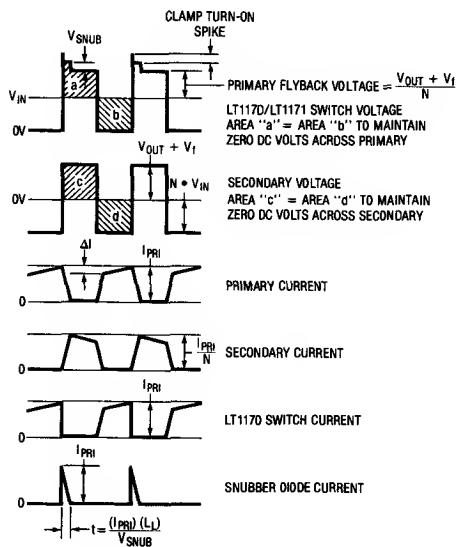 CLAMP TURN-ON
SPIKE
VSNUB
a
PRIMARY FLYBACK VOLTAGE = VOUT + Vf
N
VIN
LT117D/LT1171 SWITCH VOLTAGE
AREA "a" = AREA "b" TO MAINTAIN
ZERO DC VOLTS ACROSS PRIMARY
b
0V
VOUT + Vf
c
N • VIN
SECONDARY VOLTAGE
AREA "c" = AREA "d" TO MAINTAIN
ZERO DC VOLTS ACROSS SECONDARY
0V
d
ΔI
IPRI
PRIMARY CURRENT
0
IPRI
N
SECONDARY CURRENT
0
IPRI
LT1170 SWITCH CURRENT
0
IPRI
SNUBBER DIODE CURRENT
0
t = (IPRI) (LL)
VSNUB